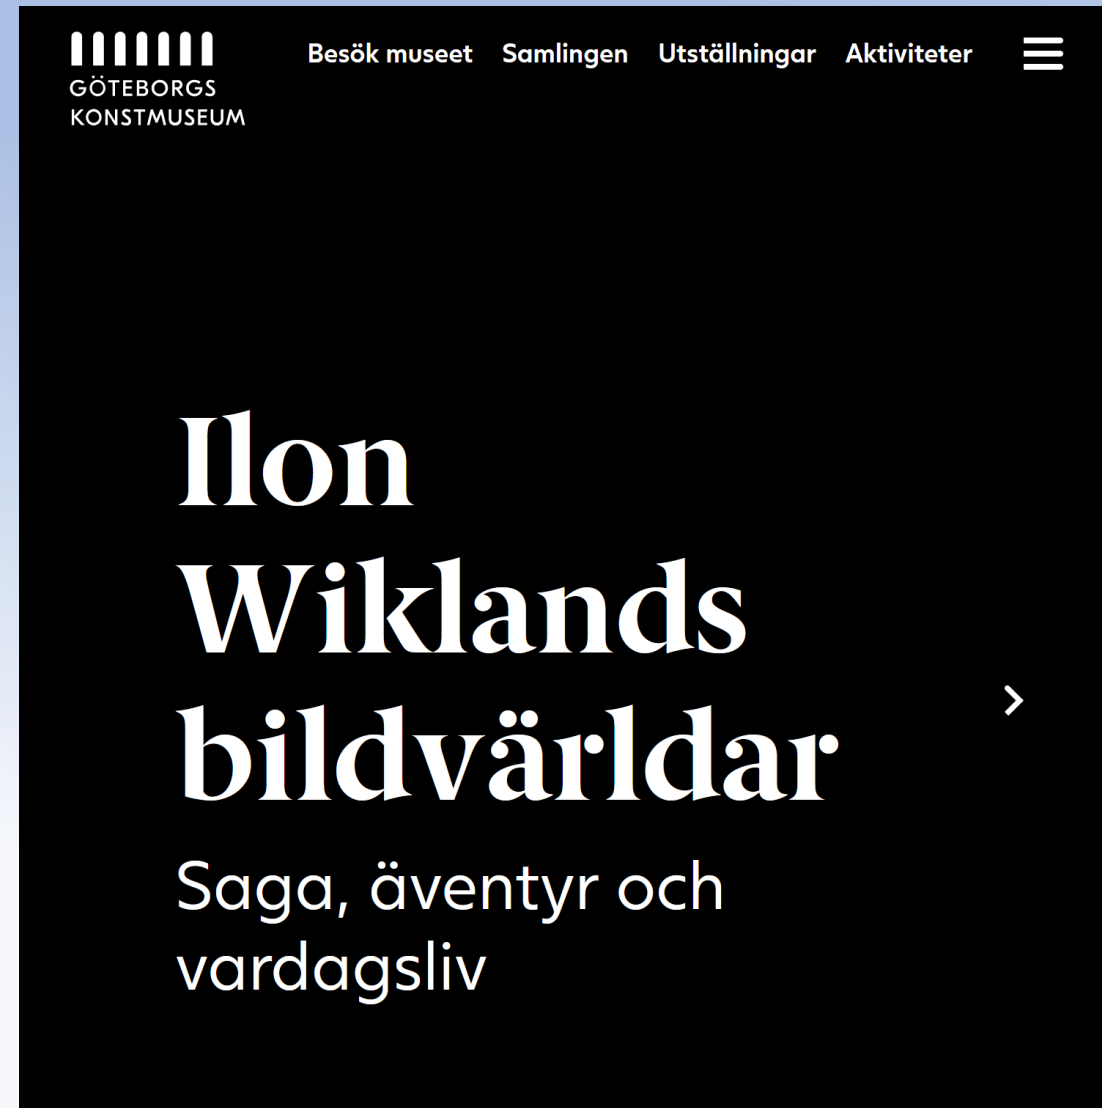 GÖTEBORGS
KONSTMUSEUM
Besök museet Samlingen Utställningar Aktiviteter
Ilon
Wiklands
bildvärldar
Saga, äventyr och
vardagsliv